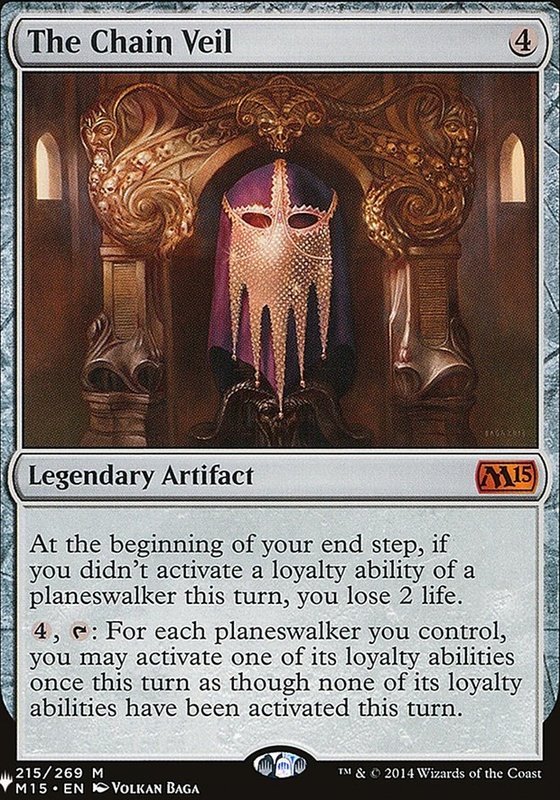 The Chain Veil 4
Legendary Artifact M15
At the beginning of your end step, if
you didn't activate a loyalty ability of a
planeswalker this turn, you lose 2 life.
4, : For each planeswalker you control,
you may activate one of its loyalty abilities
once this turn as though none of its loyalty
abilities have been activated this turn.
215/269 M
M15 • EN VOLKAN BAGA
™ & © 2014 Wizards of the Coast